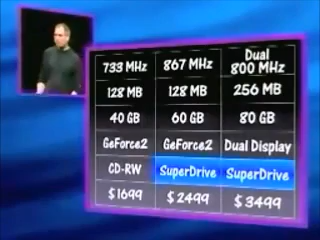 733 MHz 867 MHz Dual 800 MHz
128 MB 128 MB 256 MB
40 GB 60 GB 80 GB
GeForce2 GeForce2 Dual Display
CD-RW SuperDrive SuperDrive
$1699 $2499 $3499